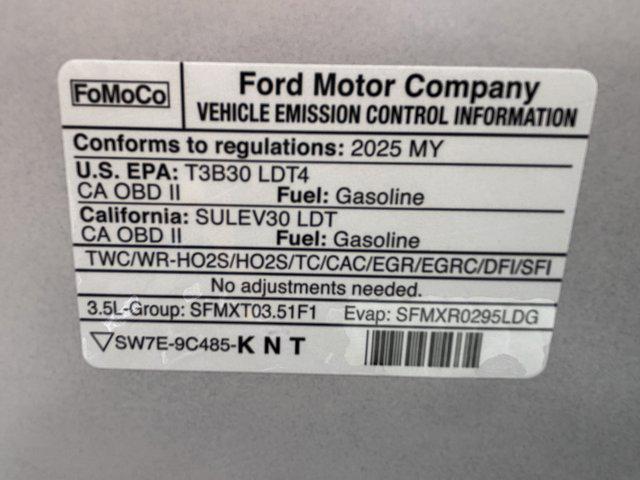 FoMoCo
Ford Motor Company
VEHICLE EMISSION CONTROL INFORMATION
Conforms to regulations: 2025 MY
U.S. EPA: T3B30 LDT4
CA OBD II Fuel: Gasoline
California: SULEV30 LDT
CA OBD II Fuel: Gasoline
TWC/WR-HO2S/HO2S/TC/CAC/EGR/EGRC/DFI/SFI
No adjustments needed.
3.5L-Group: SFMXT03.51F1 Evap: SFMXR0295LDG
▽SW7E-9C485-K N T